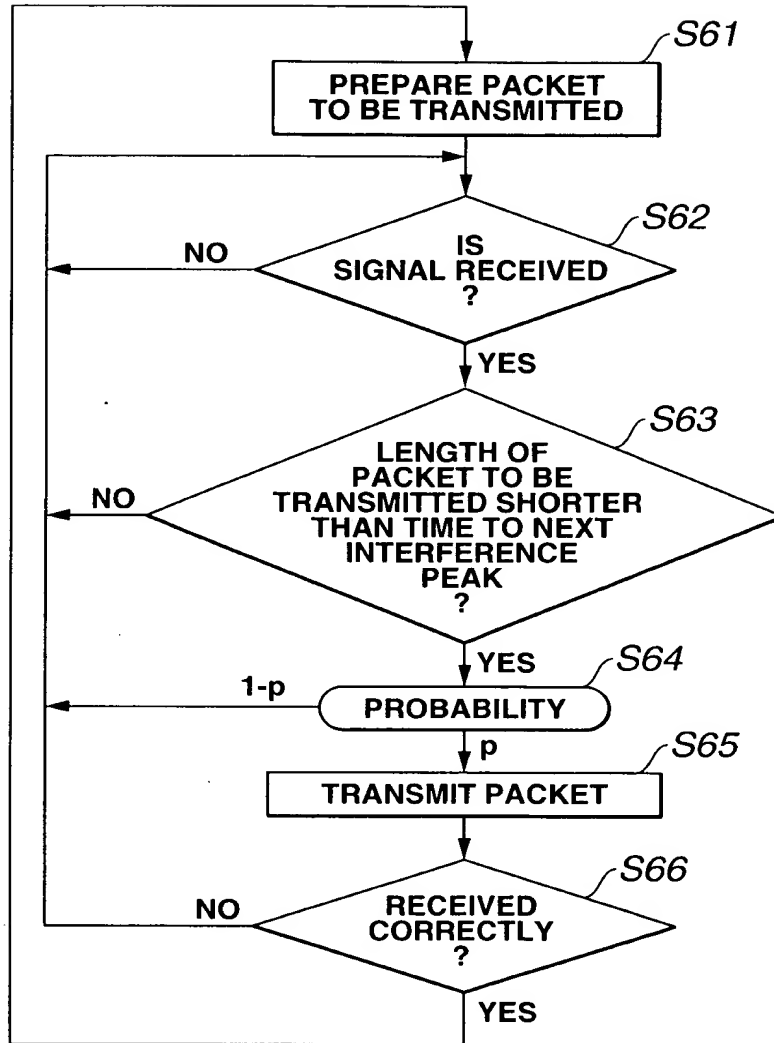 S61
PREPARE PACKET
TO BE TRANSMITTED
S62
IS
SIGNAL RECEIVED
?
NO
YES
S63
LENGTH OF
PACKET TO BE
TRANSMITTED SHORTER
THAN TIME TO NEXT
INTERFERENCE
PEAK
?
NO
YES
S64
1-p
PROBABILITY
p
S65
TRANSMIT PACKET
S66
NO
RECEIVED
CORRECTLY
?
YES